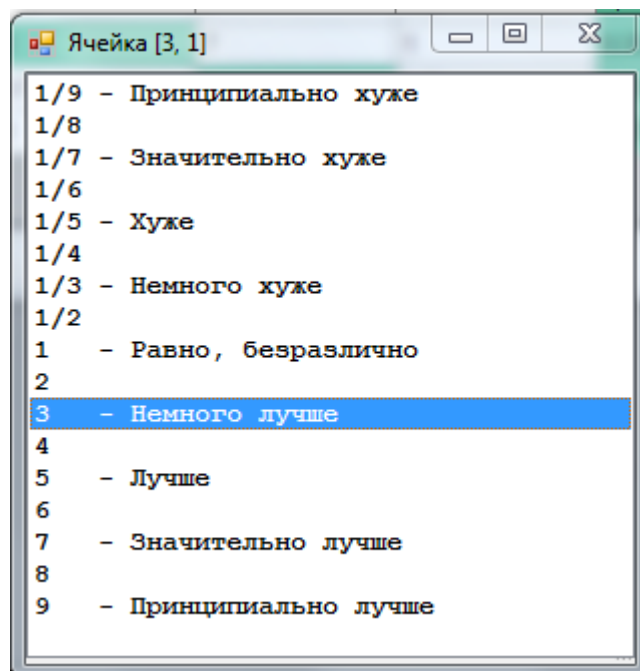 Ячейка [3, 1]
1/9 - Принципиально хуже
1/8
1/7 - Значительно хуже
1/6
1/5 - Хуже
1/4
1/3 - Немного хуже
1/2
1   - Равно, безразлично
2
3   - Немного лучше
4
5   - Лучше
6
7   - Значительно лучше
8
9   - Принципиально лучше